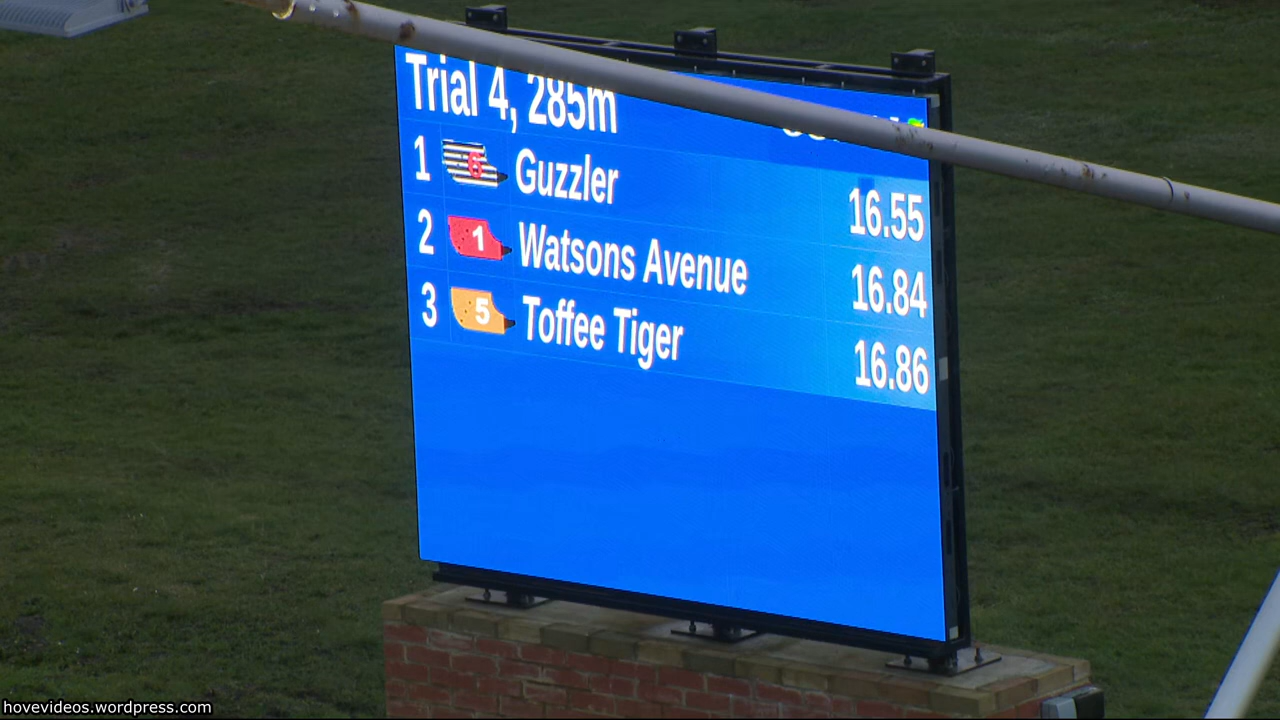 Trial 4, 285m
1 6 Guzzler 16.55
2 1 Watsons Avenue 16.84
3 5 Toffee Tiger 16.86
hovevideos.wordpress.com